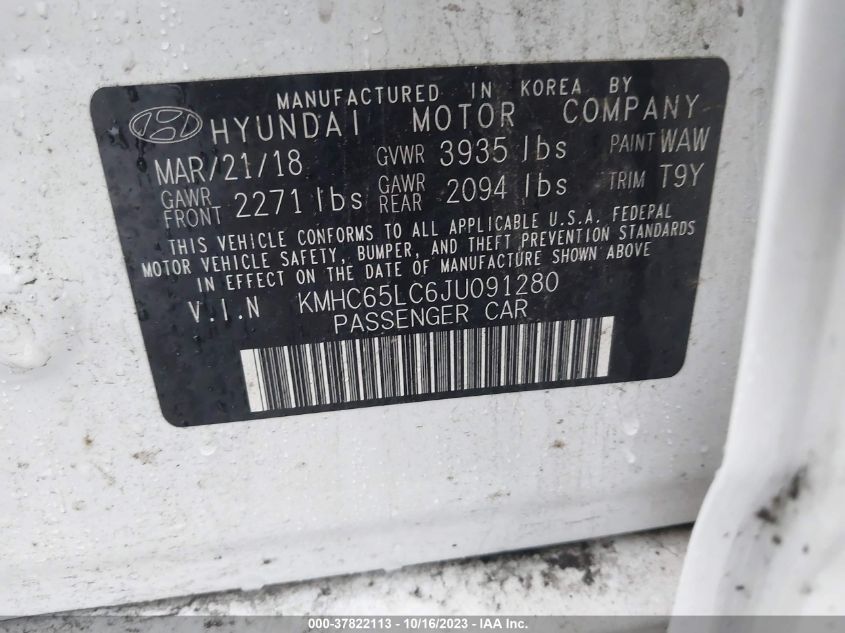 MANUFACTURED IN KOREA BY
HYUNDAI MOTOR COMPANY
MAR/21/18 GVWR 3935 lbs PAINT WAW
GAWR FRONT 2271 lbs GAWR REAR 2094 lbs TRIM T9Y
THIS VEHICLE CONFORMS TO ALL APPLICABLE U.S.A. FEDERAL
MOTOR VEHICLE SAFETY, BUMPER, AND THEFT PREVENTION STANDARDS
IN EFFECT ON THE DATE OF MANUFACTURE SHOWN ABOVE
V.I.N KMHC65LC6JU091280
PASSENGER CAR
000-37822113 - 10/16/2023 - IAA Inc.